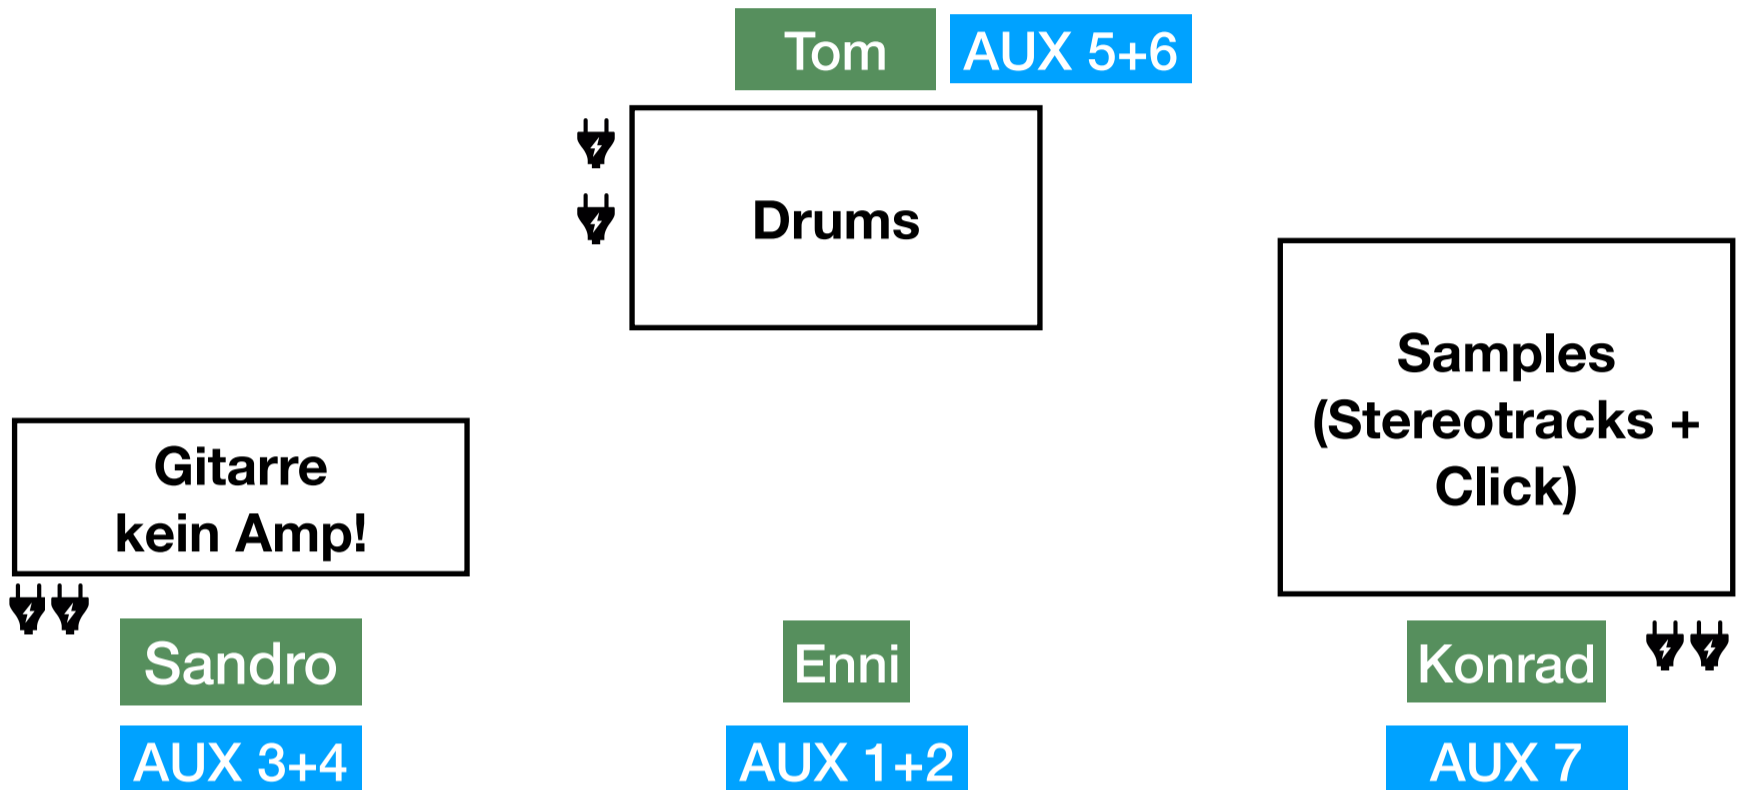 Tom
AUX 5+6
Drums
Samples
(Stereotracks +
Click)
Gitarre
kein Amp!
Sandro
Enni
Konrad
AUX 3+4
AUX 1+2
AUX 7